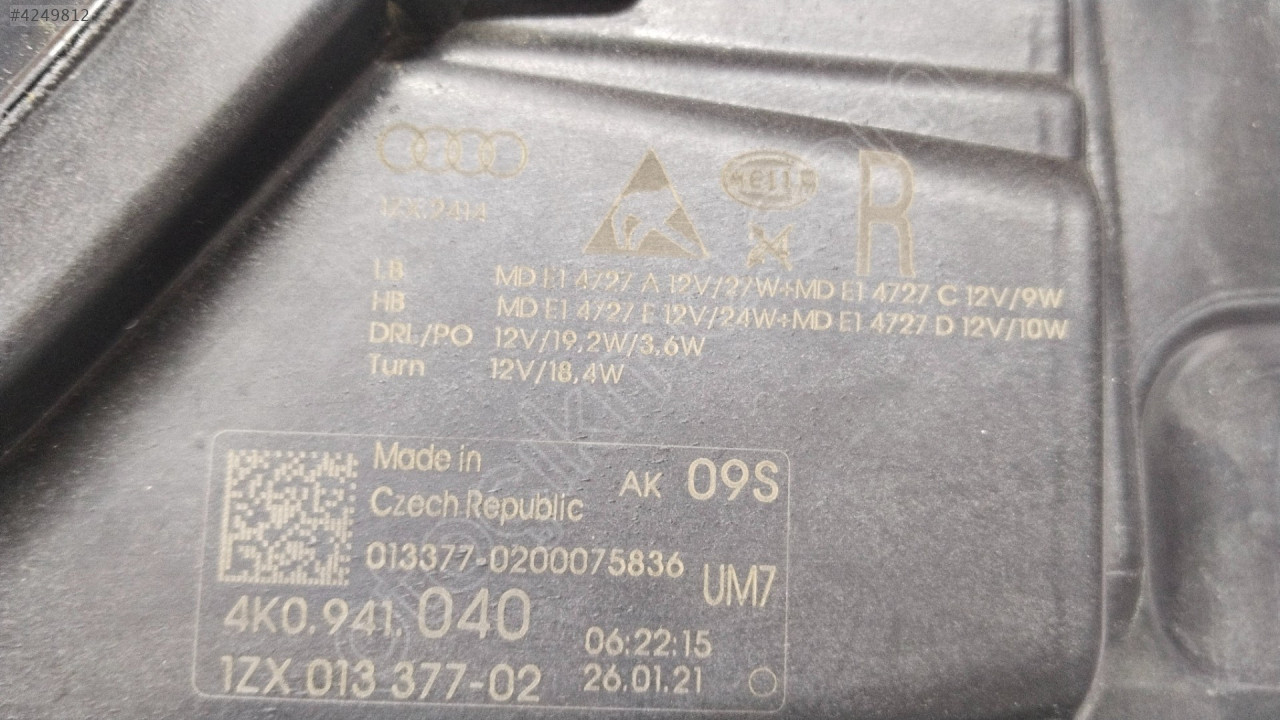 #4249812
Hella
R
1ZX.2414
LB MD E1 4727 A 12V/27W+MD E1 4727 C 12V/9W
HB MD E1 4727 E 12V/24W+MD E1 4727 D 12V/10W
DRL/PO 12V/19,2W/3,6W
Turn 12V/18,4W
Made in
Czech Republic
AK 09S
013377-0200075836
UM7
4K0.941.040
06:22:15
1ZX 013 377-02
26.01.21